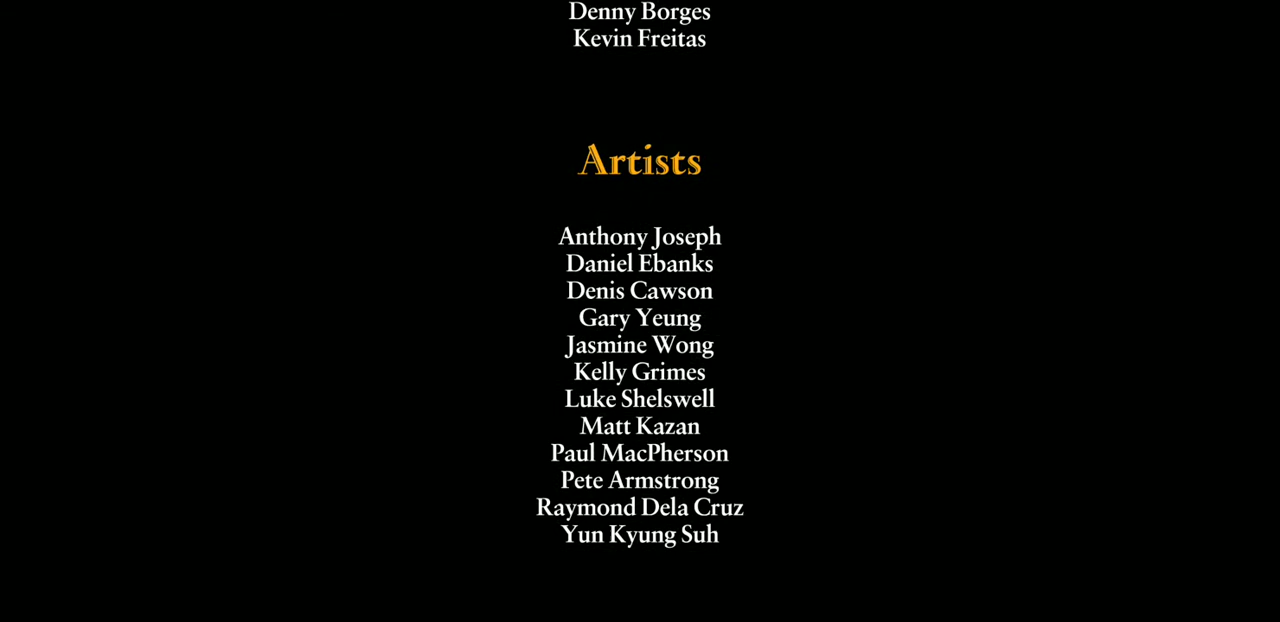 Denny Borges
Kevin Freitas
Artists
Anthony Joseph
Daniel Ebanks
Denis Cawson
Gary Yeung
Jasmine Wong
Kelly Grimes
Luke Shelswell
Matt Kazan
Paul MacPherson
Pete Armstrong
Raymond Dela Cruz
Yun Kyung Suh